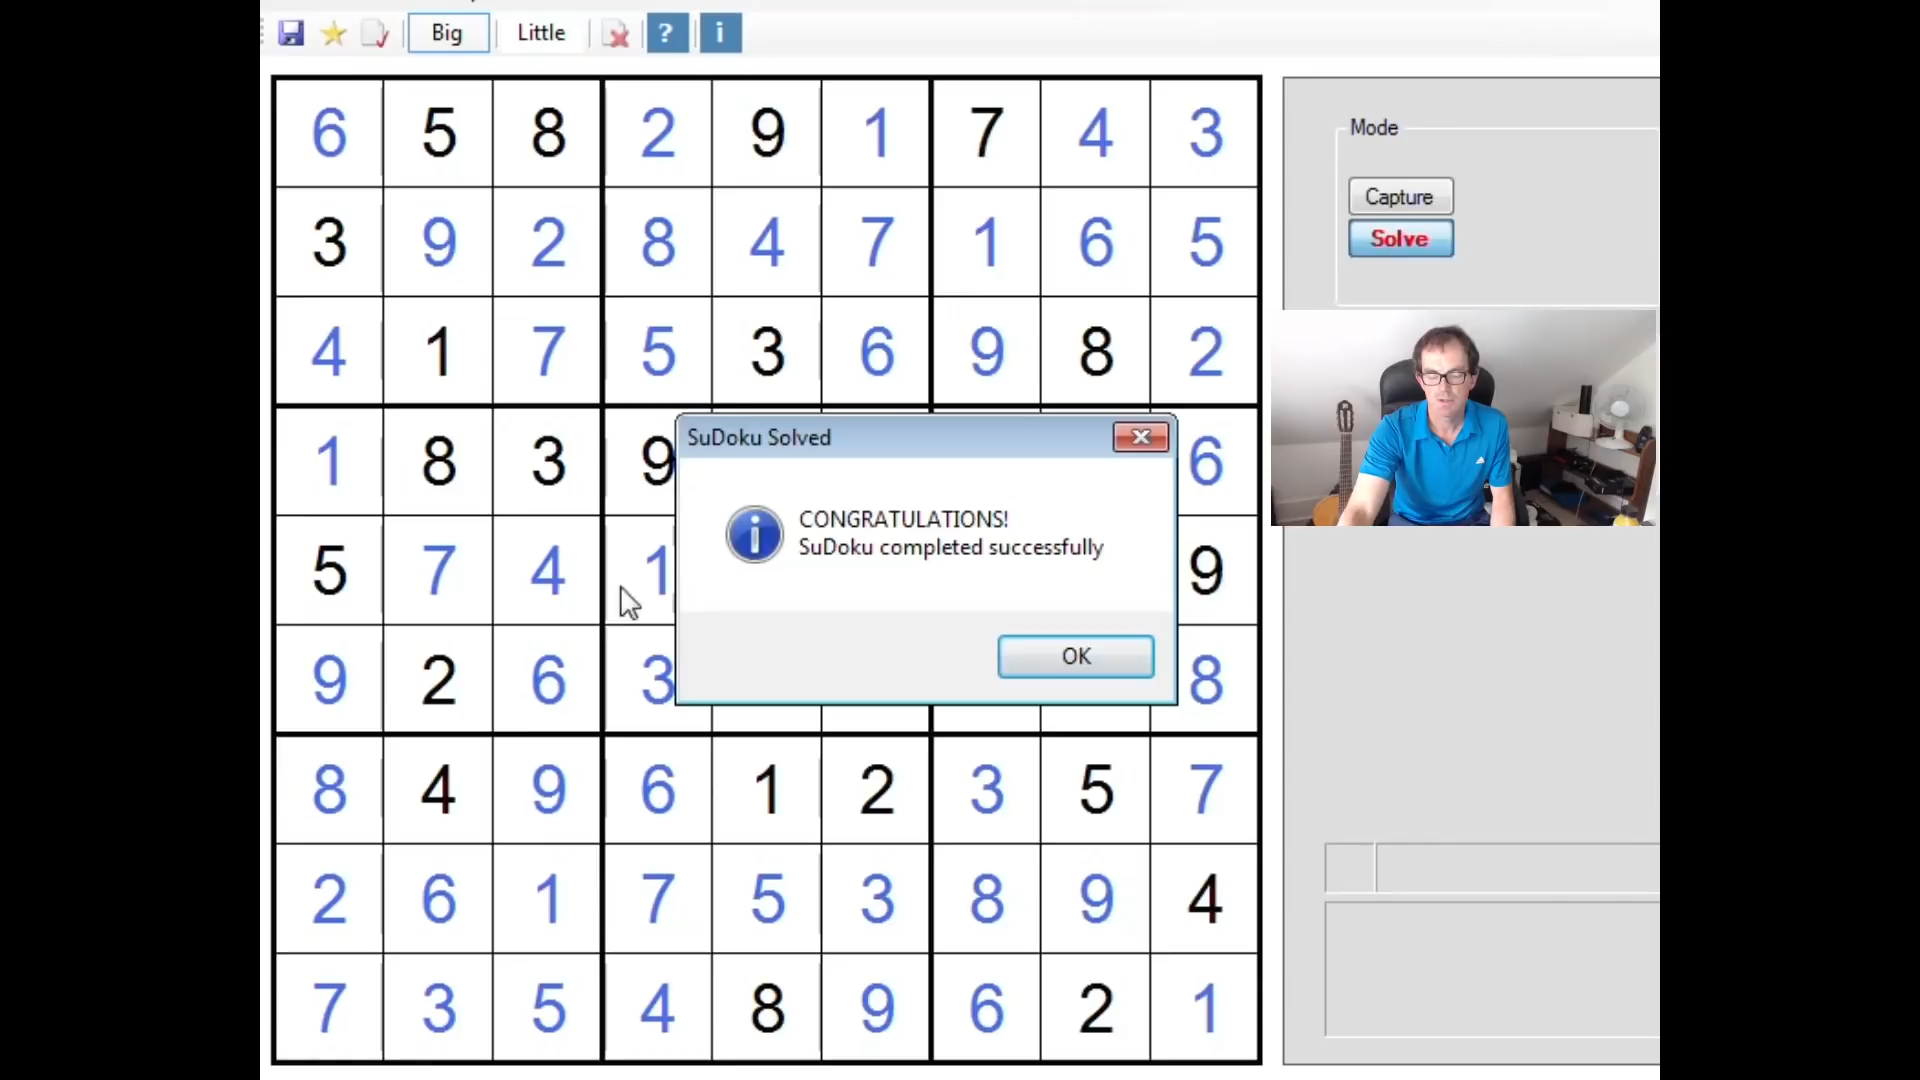 Big Little ? i
6 5 8 2 9 1 7 4 3
Mode
Capture
3 9 2 8 4 7 1 6 5
Solve
4 1 7 5 3 6 9 8 2
SuDoku Solved
1 8 3 9 6
CONGRATULATIONS!
SuDoku completed successfully
5 7 4 1 9
OK
9 2 6 3 8
8 4 9 6 1 2 3 5 7
2 6 1 7 5 3 8 9 4
7 3 5 4 8 9 6 2 1